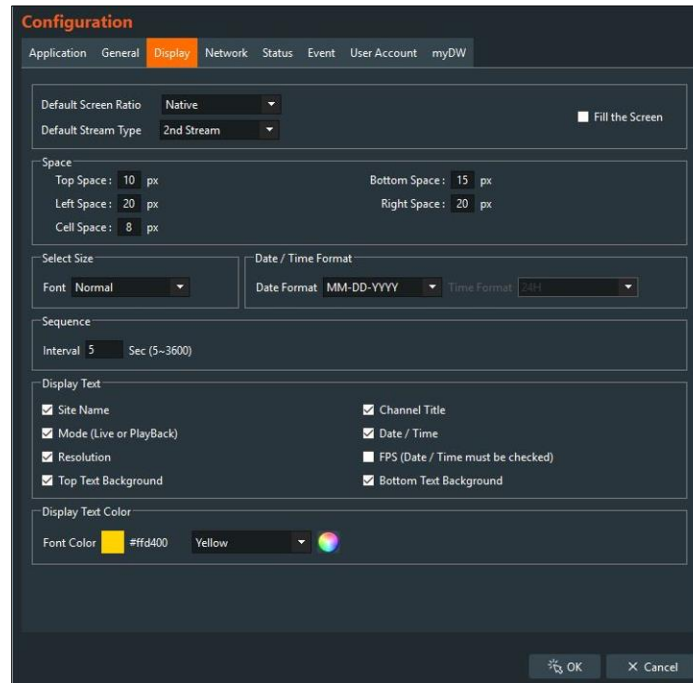 Configuration
Application General Display Network Status Event User Account myDW
Default Screen Ratio Native
Fill the Screen
Default Stream Type 2nd Stream
Space
Top Space : 10 px Bottom Space : 15 px
Left Space : 20 px Right Space : 20 px
Cell Space : 8 px
Select Size Date / Time Format
Font Normal Date Format MM-DD-YYYY Time Format 24H
Sequence
Interval 5 Sec (5~3600)
Display Text
Site Name Channel Title
Mode (Live or PlayBack) Date / Time
Resolution FPS (Date / Time must be checked)
Top Text Background Bottom Text Background
Display Text Color
Font Color #ffd400 Yellow
OK Cancel